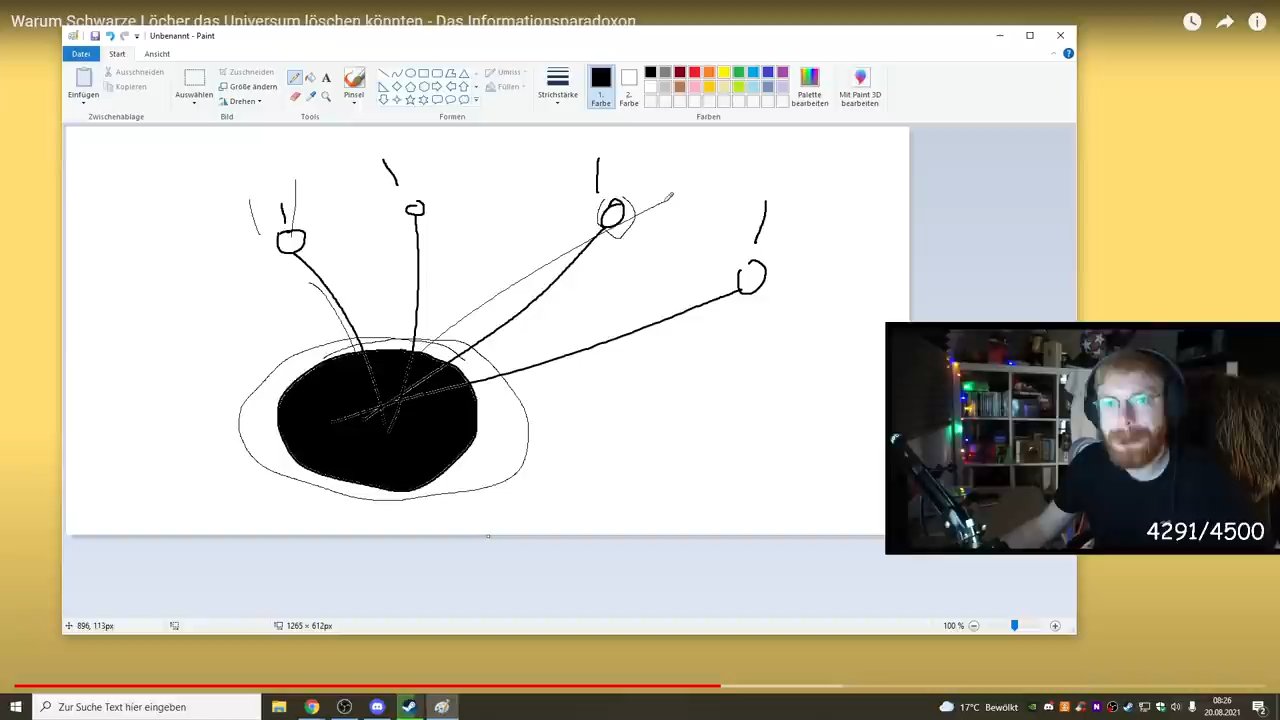 Warum Schwarze Löcher das Universum löschen könnten - Das Informationsparadoxon
Unbenannt - Paint
Datei Start Ansicht
Einfügen
Ausschneiden
Kopieren
Zwischenablage
Auswählen
Zuschneiden
Größe ändern
Drehen
Bild
A
Tools
Pinsel
Umriss
Füllen
Formen
Strichstärke
1. Farbe
2. Farbe
Palette bearbeiten
Mit Paint 3D bearbeiten
Farben
4291/4500
896, 113px
1265 × 612px
100 %
Zur Suche Text hier eingeben
17°C Bewölkt
08:26
20.08.2021